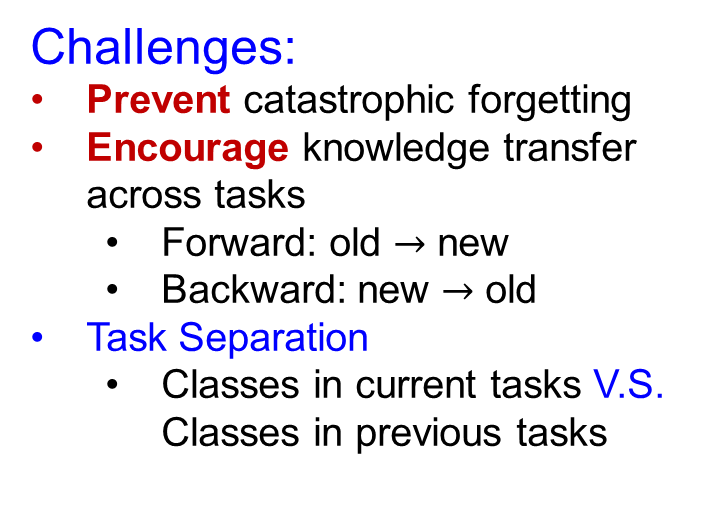 Challenges:
• Prevent catastrophic forgetting
• Encourage knowledge transfer
across tasks
• Forward: old → new
• Backward: new → old
• Task Separation
• Classes in current tasks V.S.
Classes in previous tasks